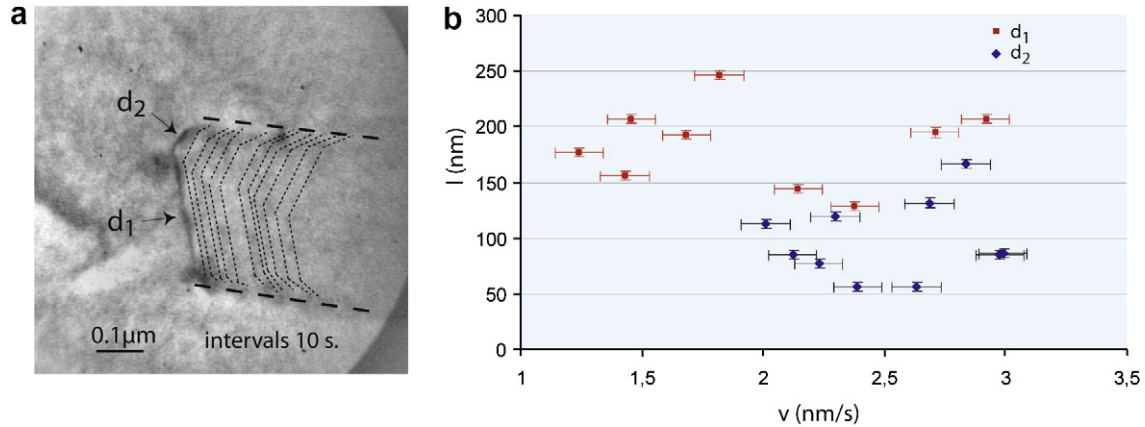 a
d2
d1
0.1µm
intervals 10 s.
b
300
250
200
150
100
50
0
l (nm)
d1
d2
1
1,5
2
2,5
3
3,5
v (nm/s)